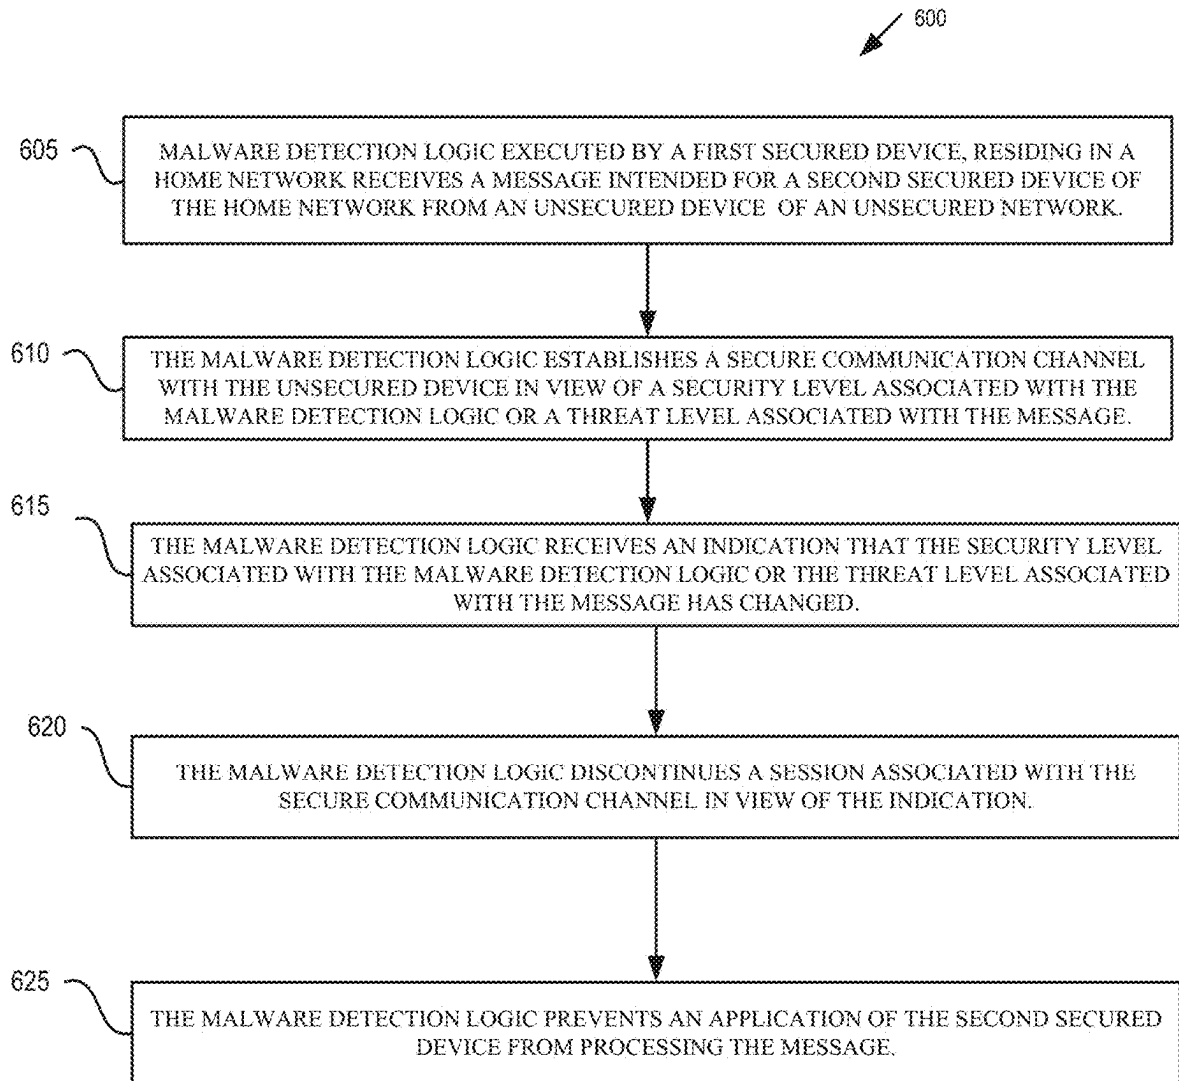 600
605
MALWARE DETECTION LOGIC EXECUTED BY A FIRST SECURED DEVICE, RESIDING IN A
HOME NETWORK RECEIVES A MESSAGE INTENDED FOR A SECOND SECURED DEVICE OF
THE HOME NETWORK FROM AN UNSECURED DEVICE OF AN UNSECURED NETWORK.
610
THE MALWARE DETECTION LOGIC ESTABLISHES A SECURE COMMUNICATION CHANNEL
WITH THE UNSECURED DEVICE IN VIEW OF A SECURITY LEVEL ASSOCIATED WITH THE
MALWARE DETECTION LOGIC OR A THREAT LEVEL ASSOCIATED WITH THE MESSAGE.
615
THE MALWARE DETECTION LOGIC RECEIVES AN INDICATION THAT THE SECURITY LEVEL
ASSOCIATED WITH THE MALWARE DETECTION LOGIC OR THE THREAT LEVEL ASSOCIATED
WITH THE MESSAGE HAS CHANGED.
620
THE MALWARE DETECTION LOGIC DISCONTINUES A SESSION ASSOCIATED WITH THE
SECURE COMMUNICATION CHANNEL IN VIEW OF THE INDICATION.
625
THE MALWARE DETECTION LOGIC PREVENTS AN APPLICATION OF THE SECOND SECURED
DEVICE FROM PROCESSING THE MESSAGE.